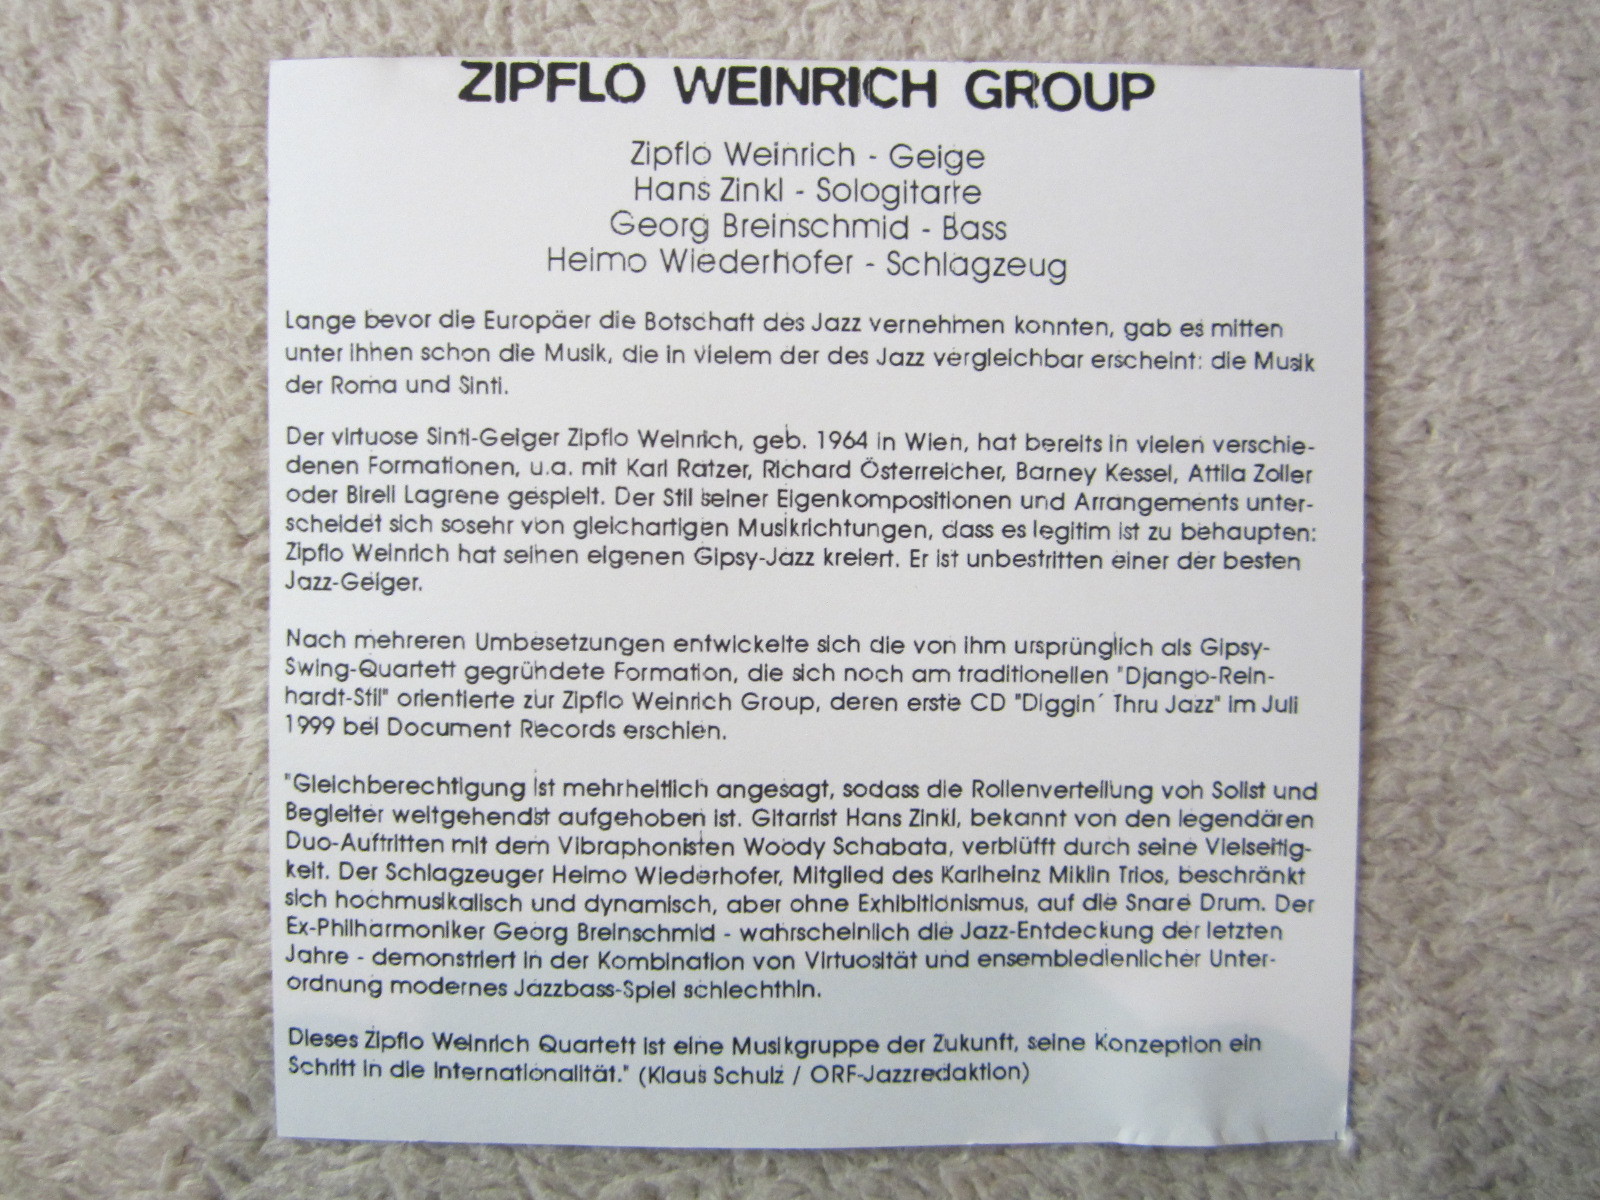 ZIPFLO WEINRICH GROUP
Zipflo Weinrich - Geige
Hans Zinkl - Sologitarre
Georg Breinschmid - Bass
Heimo Wiederhofer - Schlagzeug
Lange bevor die Europäer die Botschaft des Jazz vernehmen konnten, gab es mitten
unter ihnen schon die Musik, die in vielem der des Jazz vergleichbar erscheint: die Musik
der Roma und Sinti.
Der virtuose Sinti-Geiger Zipflo Weinrich, geb. 1964 in Wien, hat bereits in vielen verschie-
denen Formationen, u.a. mit Karl Ratzer, Richard Österreicher, Barney Kessel, Attila Zoller
oder Bireli Lagrene gespielt. Der Stil seiner Eigenkompositionen und Arrangements unter-
scheidet sich sosehr von gleichartigen Musikrichtungen, dass es legitim ist zu behaupten:
Zipflo Weinrich hat seinen eigenen Gipsy-Jazz kreiert. Er ist unbestritten einer der besten
Jazz-Geiger.
Nach mehreren Umbesetzungen entwickelte sich die von ihm ursprünglich als Gipsy-
Swing-Quartett gegründete Formation, die sich noch am traditionellen "Django-Rein-
hardt-Stil" orientierte zur Zipflo Weinrich Group, deren erste CD "Diggin´ Thru Jazz" im Juli
1999 bei Document Records erschien.
"Gleichberechtigung ist mehrheitlich angesagt, sodass die Rollenverteilung von Solist und
Begleiter weitgehendst aufgehoben ist. Gitarrist Hans Zinkl, bekannt von den legendären
Duo-Auftritten mit dem Vibraphonisten Woody Schabata, verblüfft durch seine Vielseitig-
keit. Der Schlagzeuger Heimo Wiederhofer, Mitglied des Karlheinz Miklin Trios, beschränkt
sich hochmusikalisch und dynamisch, aber ohne Exhibitionismus, auf die Snare Drum. Der
Ex-Philharmoniker Georg Breinschmid - wahrscheinlich die Jazz-Entdeckung der letzten
Jahre - demonstriert in der Kombination von Virtuosität und ensembledienlicher Unter-
ordnung modernes Jazzbass-Spiel schlechthin.
Dieses Zipflo Weinrich Quartett ist eine Musikgruppe der Zukunft, seine Konzeption ein
Schritt in die Internationalität." (Klaus Schulz / ORF-Jazzredaktion)